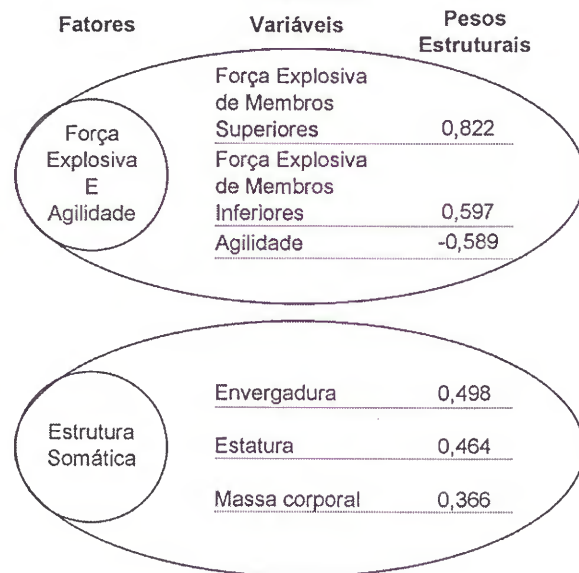 Fatores Variáveis Pesos
Estruturais
Força
Explosiva
E
Agilidade
Força Explosiva
de Membros
Superiores 0,822
Força Explosiva
de Membros
Inferiores 0,597
Agilidade -0,589
Estrutura
Somática
Envergadura 0,498
Estatura 0,464
Massa corporal 0,366